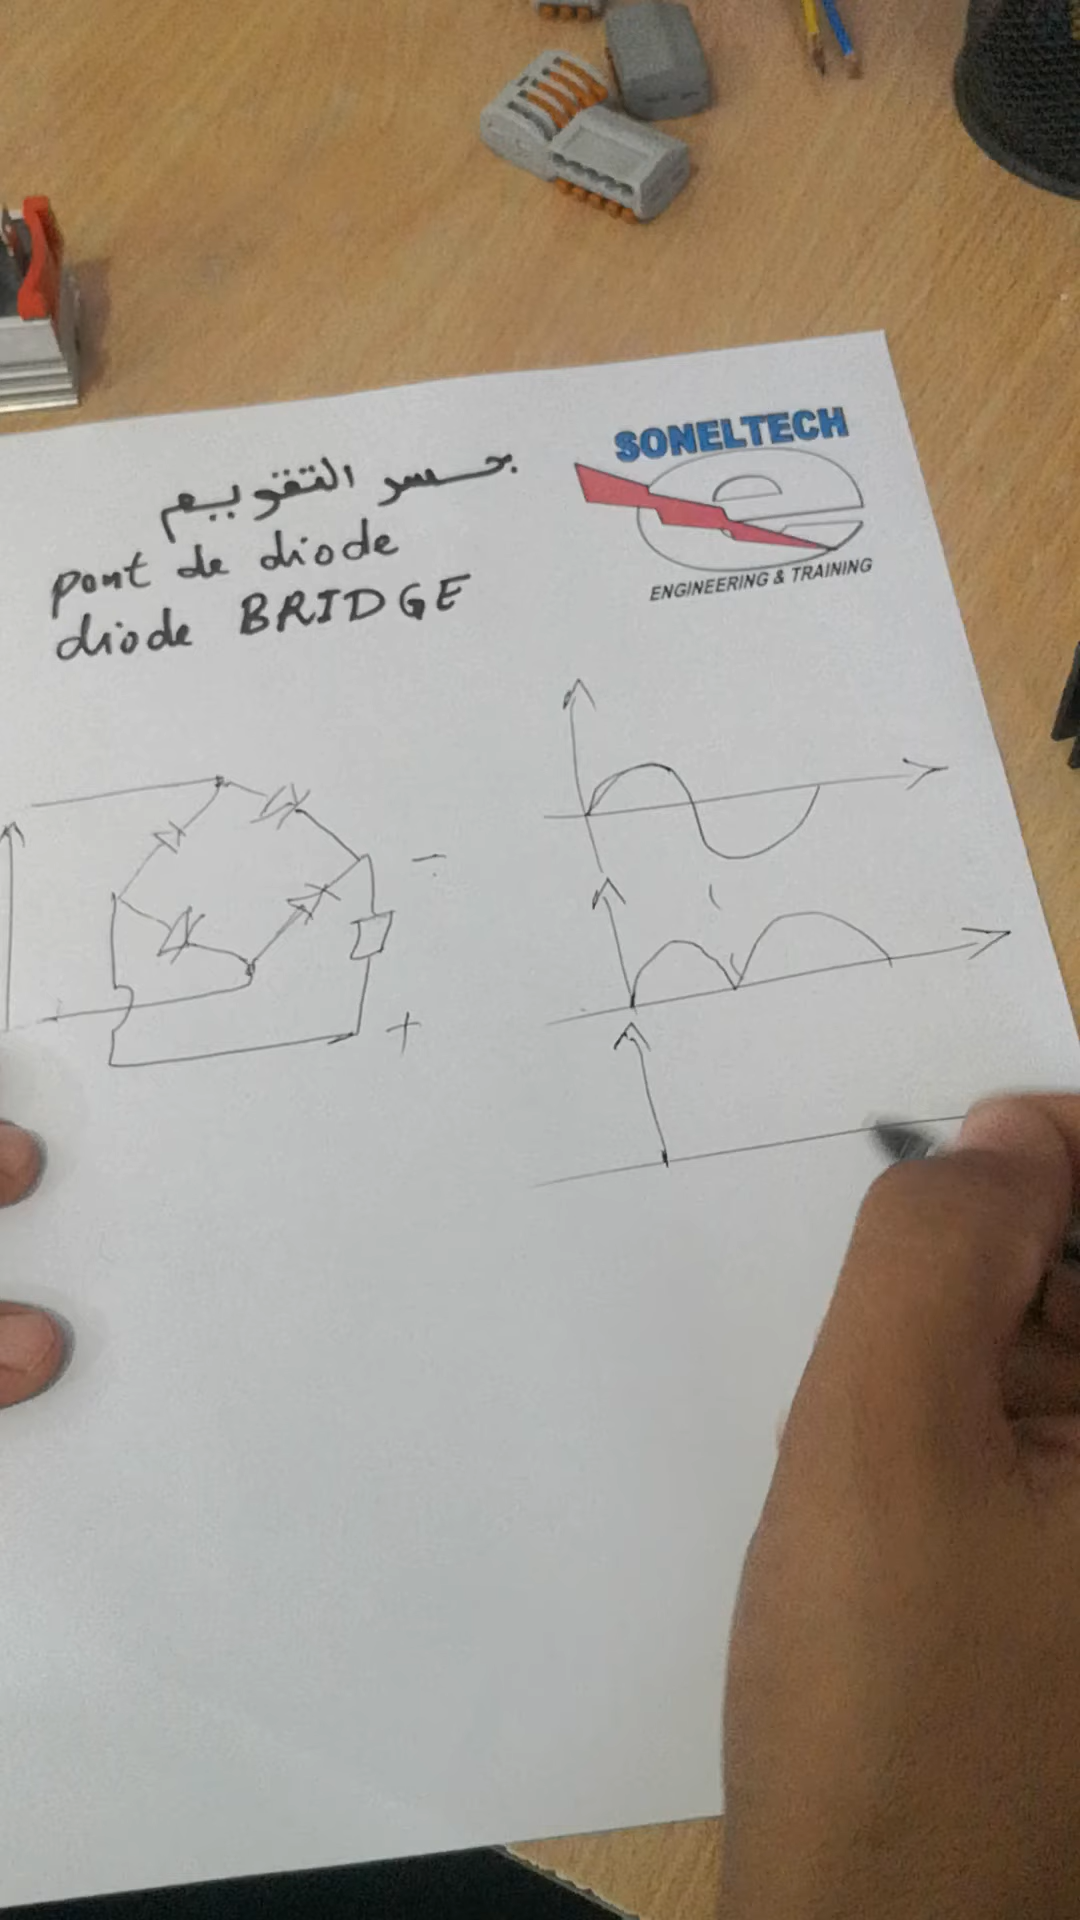 جسر التقويم
pont de diode
diode BRIDGE
SONELTECH
ENGINEERING & TRAINING
-
+